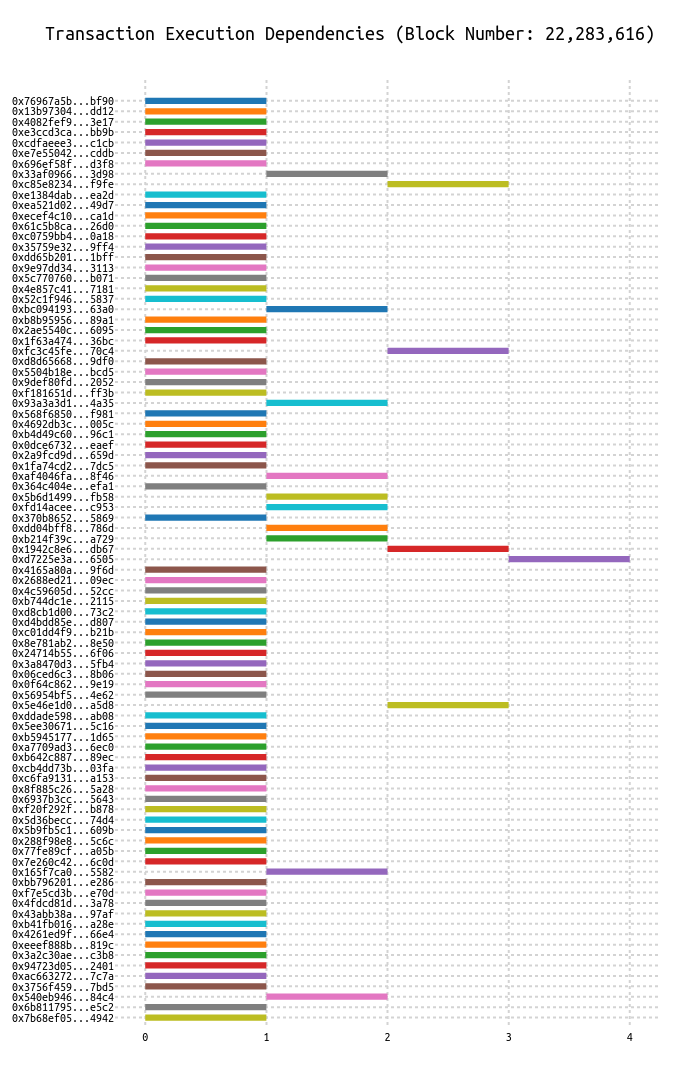 Transaction Execution Dependencies (Block Number: 22,283,616)
0x76967a5b...bf90
0x13b97304...dd12
0x4082fef9...3e17
0xe3ccd3ca...bb9b
0xcdfaeee3...c1cb
0xe7e55042...cddb
0x696ef58f...d3f8
0x33af0966...3d98
0xc85e8234...f9fe
0xe1384dab...ea2d
0xea521d02...49d7
0xecef4c10...ca1d
0x61c5b8ca...26d0
0xc0759bb4...0a18
0x35759e32...9ff4
0xdd65b201...1bff
0x9e97dd34...3113
0x5c770760...b071
0x4e857c41...7181
0x52c1f946...5837
0xbc094193...63a0
0xb8b95956...89a1
0x2ae5540c...6095
0x1f63a474...36bc
0xfc3c45fe...70c4
0xd8d65668...9df0
0x5504b18e...bcd5
0x9def80fd...2052
0xf181651d...ff3b
0x93a3a3d1...4a35
0x568f6850...f981
0x4692db3c...005c
0xb4d49c60...96c1
0x0dce6732...eaef
0x2a9fcd9d...659d
0x1fa74cd2...7dc5
0xaf4046fa...8f46
0x364c404e...efa1
0x5b6d1499...fb58
0xfd14acee...c953
0x370b8652...5869
0xdd04bff8...786d
0xb214f39c...a729
0x1942c8e6...db67
0xd7225e3a...6505
0x4165a80a...9f6d
0x2688ed21...09ec
0x4c59605d...52cc
0xb744dc1e...2115
0xd8cb1d00...73c2
0xd4bdd85e...d807
0xc01dd4f9...b21b
0x8e781ab2...8e50
0x24714b55...6f06
0x3a8470d3...5fb4
0x06ced6c3...8b06
0x0f64c862...9e19
0x56954bf5...4e62
0x5e46e1d0...a5d8
0xddade598...ab08
0x5ee30671...5c16
0xb5945177...1d65
0xa7709ad3...6ec0
0xb642c887...89ec
0xcb4dd73b...03fa
0xc6fa9131...a153
0x8f885c26...5a28
0x6937b3cc...5643
0xf20f292f...b878
0x5d36becc...74d4
0x5b9fb5c1...609b
0x288f98e8...5c6c
0x77fe89cf...a05b
0x7e260c42...6c0d
0x165f7ca0...5582
0xbb796201...e286
0xf7e5cd3b...e70d
0x4fdcd81d...3a78
0x43abb38a...97af
0xb41fb016...a28e
0x4261ed9f...66e4
0xeeef888b...819c
0x3a2c30ae...c3b8
0x94723d05...2401
0xac663272...7c7a
0x3756f459...7bd5
0x540eb946...84c4
0x6b811795...e5c2
0x7b68ef05...4942
0 1 2 3 4